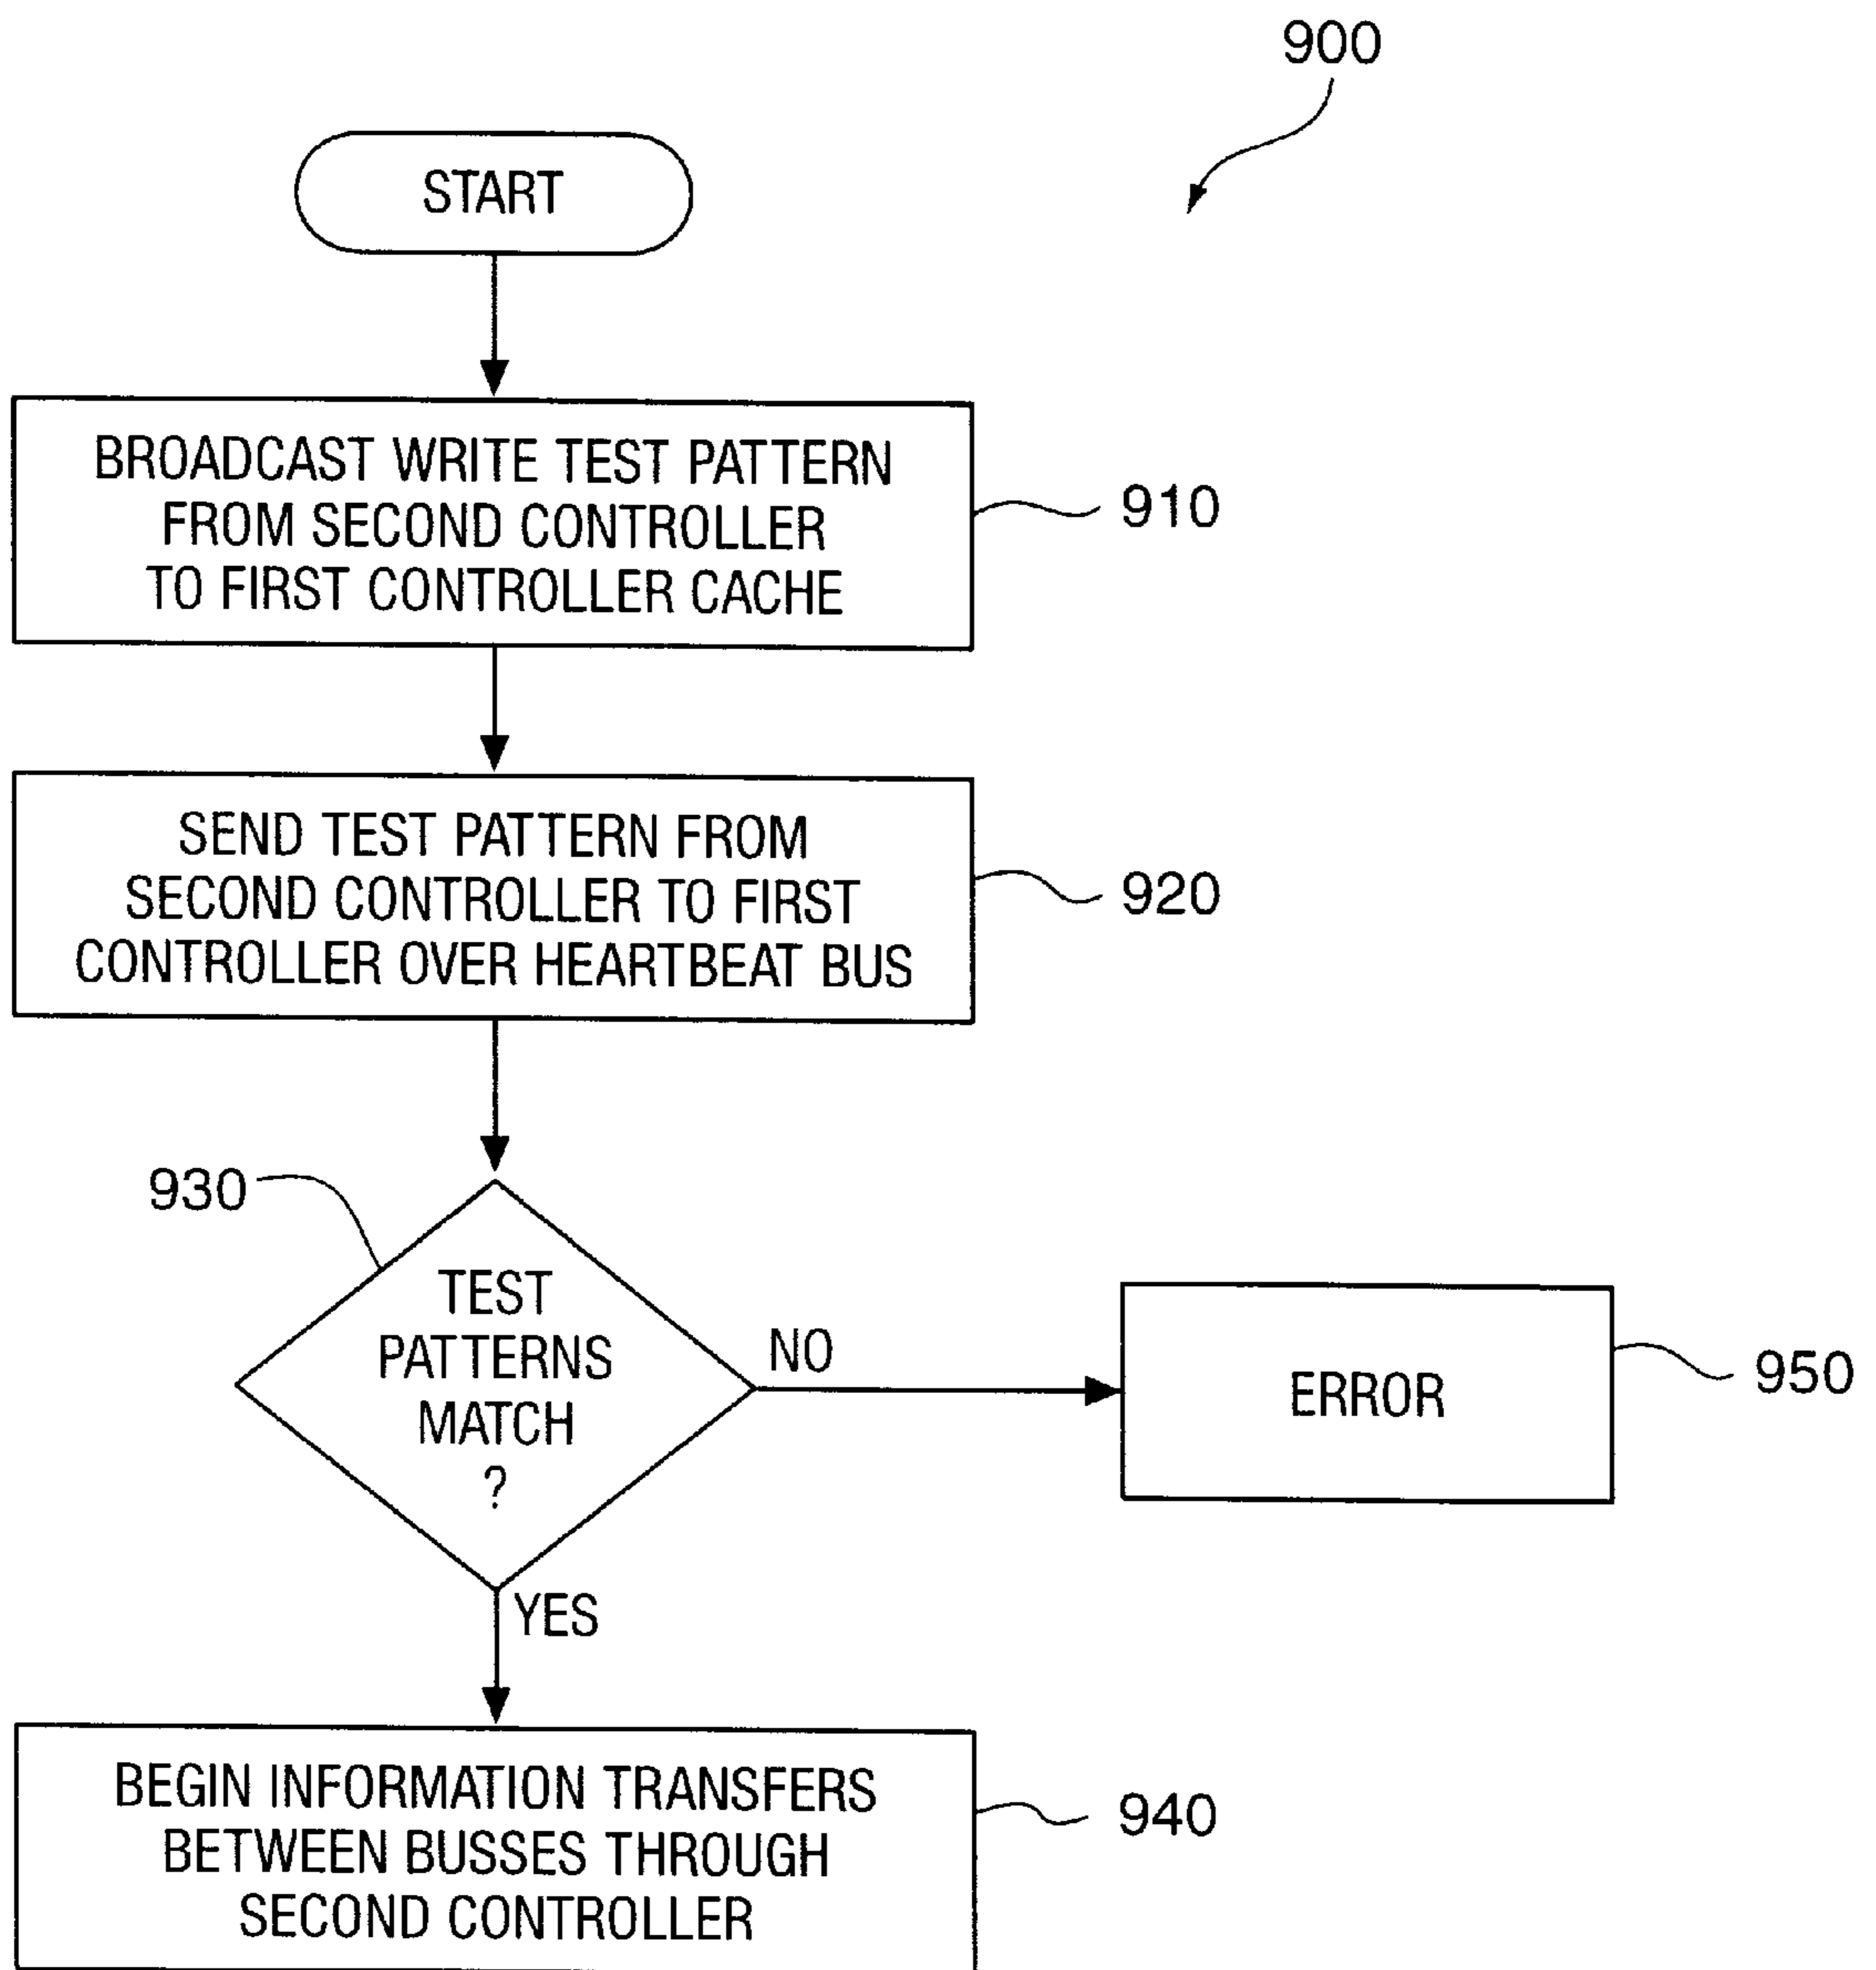 900
START
BROADCAST WRITE TEST PATTERN
FROM SECOND CONTROLLER
TO FIRST CONTROLLER CACHE
910
SEND TEST PATTERN FROM
SECOND CONTROLLER TO FIRST
CONTROLLER OVER HEARTBEAT BUS
920
930
TEST
PATTERNS
MATCH
?
NO
ERROR
950
YES
BEGIN INFORMATION TRANSFERS
BETWEEN BUSSES THROUGH
SECOND CONTROLLER
940